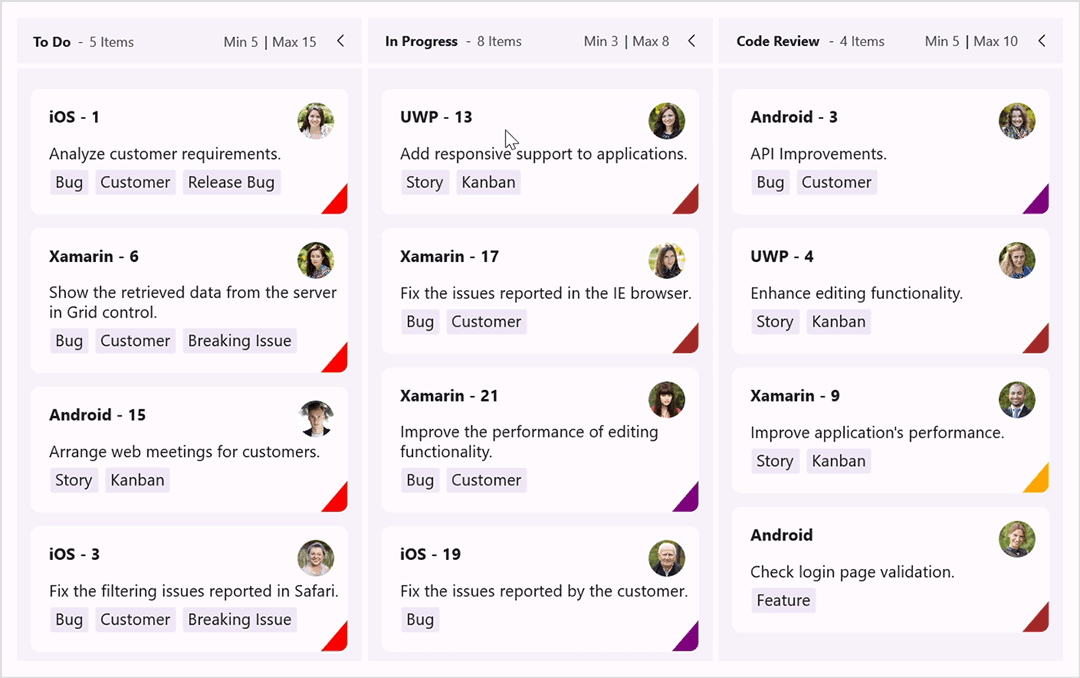 To Do - 5 Items Min 5 | Max 15
iOS - 1
Analyze customer requirements.
Bug Customer Release Bug
Xamarin - 6
Show the retrieved data from the server
in Grid control.
Bug Customer Breaking Issue
Android - 15
Arrange web meetings for customers.
Story Kanban
iOS - 3
Fix the filtering issues reported in Safari.
Bug Customer Breaking Issue
In Progress - 8 Items Min 3 | Max 8
UWP - 13
Add responsive support to applications.
Story Kanban
Xamarin - 17
Fix the issues reported in the IE browser.
Bug Customer
Xamarin - 21
Improve the performance of editing
functionality.
Bug Customer
iOS - 19
Fix the issues reported by the customer.
Bug
Code Review - 4 Items Min 5 | Max 10
Android - 3
API Improvements.
Bug Customer
UWP - 4
Enhance editing functionality.
Story Kanban
Xamarin - 9
Improve application's performance.
Story Kanban
Android
Check login page validation.
Feature